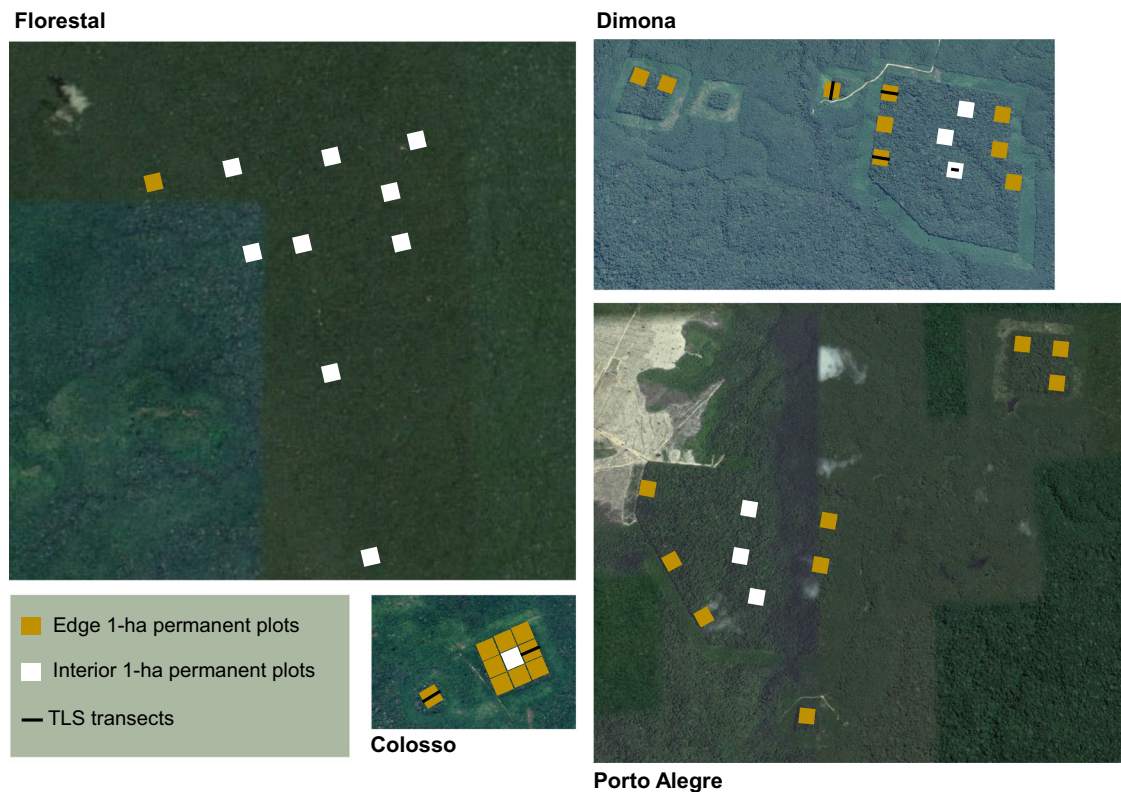 Florestal
Dimona
Edge 1-ha permanent plots
Interior 1-ha permanent plots
TLS transects
Colosso
Porto Alegre